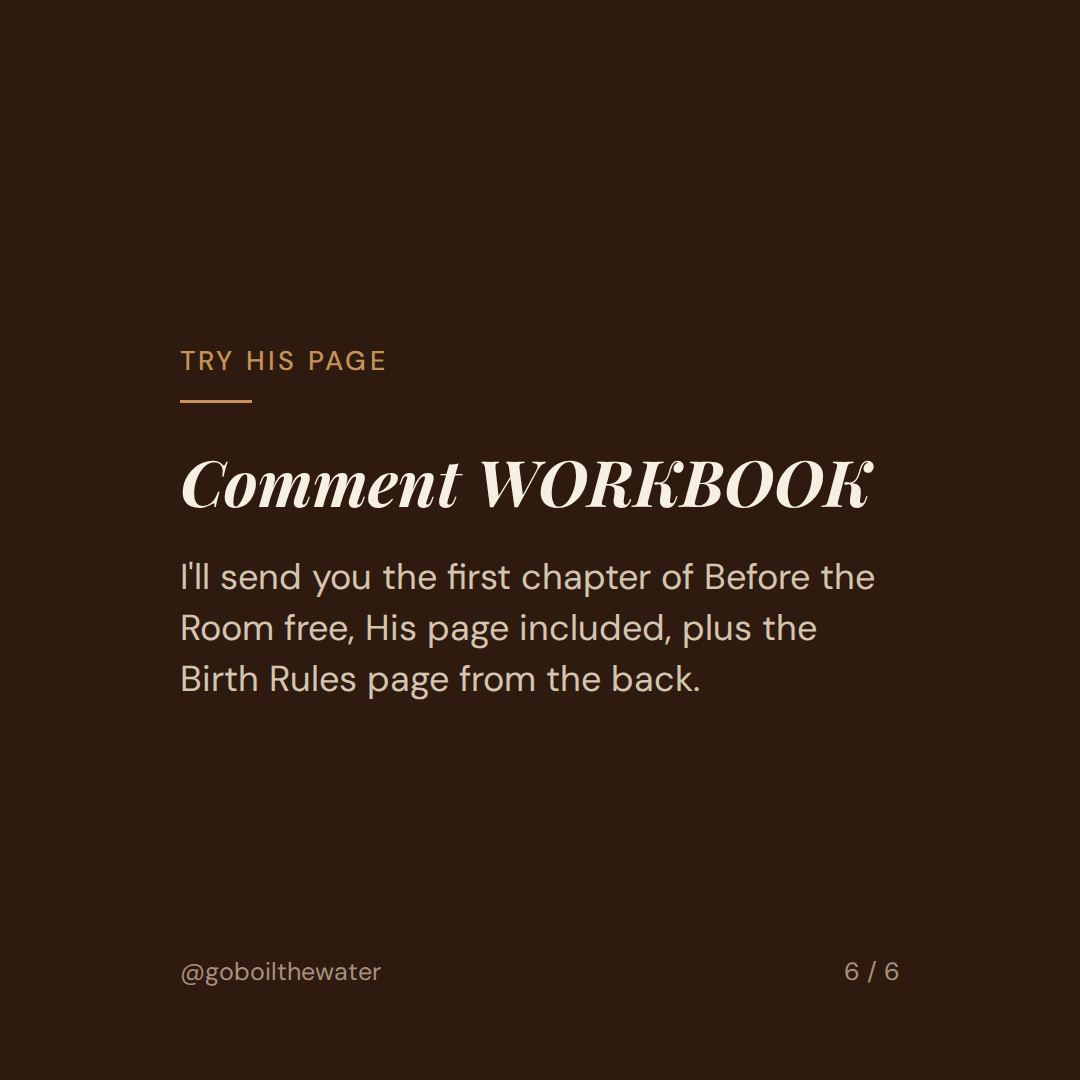 TRY HIS PAGE
Comment WORKBOOK
I'll send you the first chapter of Before the
Room free, His page included, plus the
Birth Rules page from the back.
@goboilthewater
6 / 6